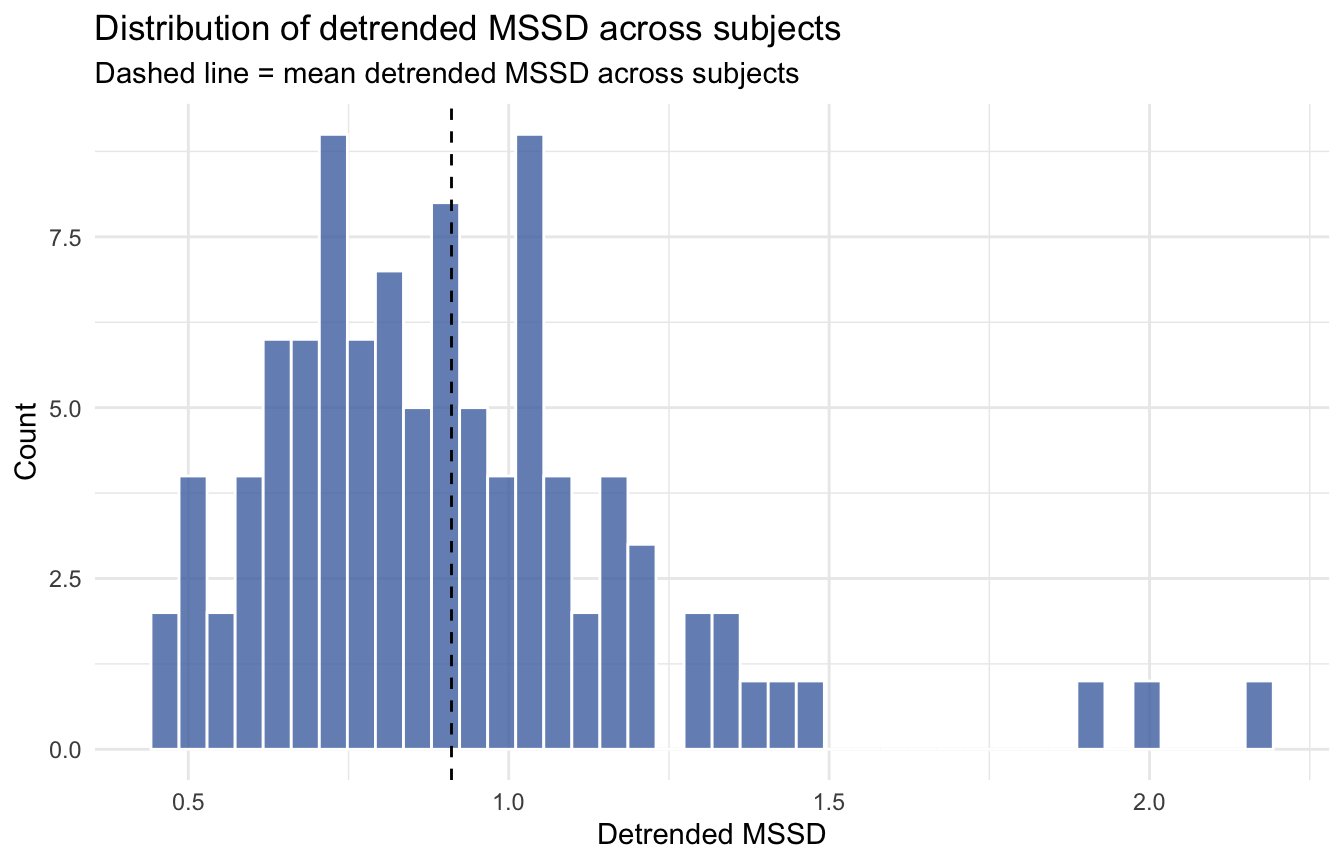 Distribution of detrended MSSD across subjects
Dashed line = mean detrended MSSD across subjects
Count
7.5
5.0
2.5
0.0
0.5 1.0 1.5 2.0
Detrended MSSD